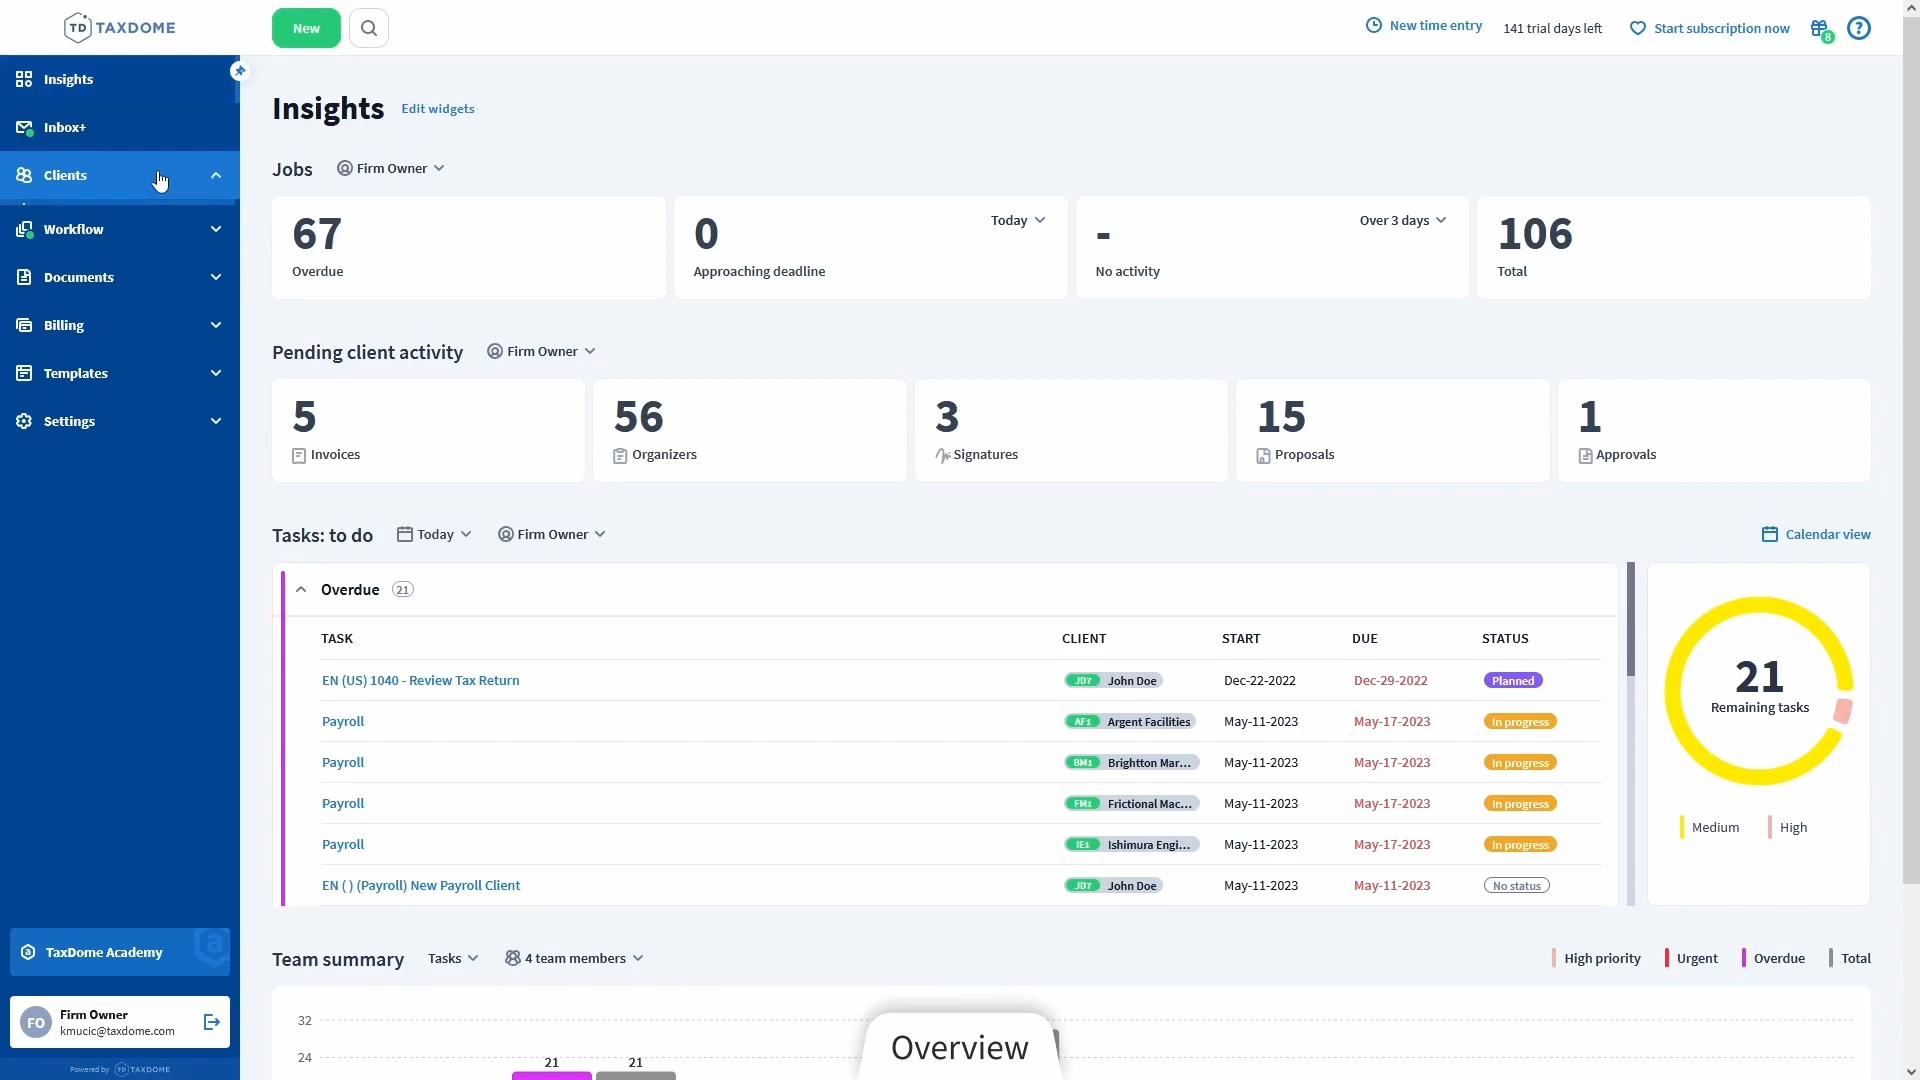 TD TAXDOME
New
New time entry
141 trial days left
Start subscription now
8
?
Insights
Inbox+
Clients
Workflow
Documents
Billing
Templates
Settings
TaxDome Academy
a
FO
Firm Owner
kmucic@taxdome.com
Powered by TD TAXDOME
Insights
Edit widgets
Jobs
Firm Owner
67
Overdue
0
Today
Approaching deadline
-
Over 3 days
No activity
106
Total
Pending client activity
Firm Owner
5
Invoices
56
Organizers
3
Signatures
15
Proposals
1
Approvals
Tasks: to do
Today
Firm Owner
Calendar view
Overdue 21
TASK CLIENT START DUE STATUS
EN (US) 1040 - Review Tax Return JD7 John Doe Dec-22-2022 Dec-29-2022 Planned
Payroll AF1 Argent Facilities May-11-2023 May-17-2023 In progress
Payroll BM1 Brightton Mar... May-11-2023 May-17-2023 In progress
Payroll FM1 Frictional Mac... May-11-2023 May-17-2023 In progress
Payroll IE1 Ishimura Engi... May-11-2023 May-17-2023 In progress
EN ( ) (Payroll) New Payroll Client JD7 John Doe May-11-2023 May-11-2023 No status
21
Remaining tasks
Medium
High
Team summary
Tasks
4 team members
High priority
Urgent
Overdue
Total
32
24
21
21
Overview